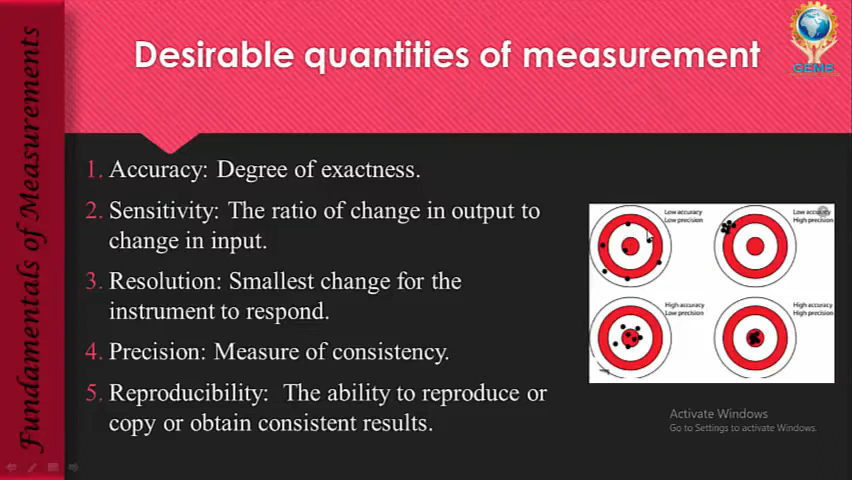 Desirable quantities of measurement
GEMS
Fundamentals of Measurements
1. Accuracy: Degree of exactness.
2. Sensitivity: The ratio of change in output to
change in input.
3. Resolution: Smallest change for the
instrument to respond.
4. Precision: Measure of consistency.
5. Reproducibility: The ability to reproduce or
copy or obtain consistent results.
Low accuracy
Low precision
Low accuracy
High precision
High accuracy
Low precision
High accuracy
High precision
Activate Windows
Go to Settings to activate Windows.